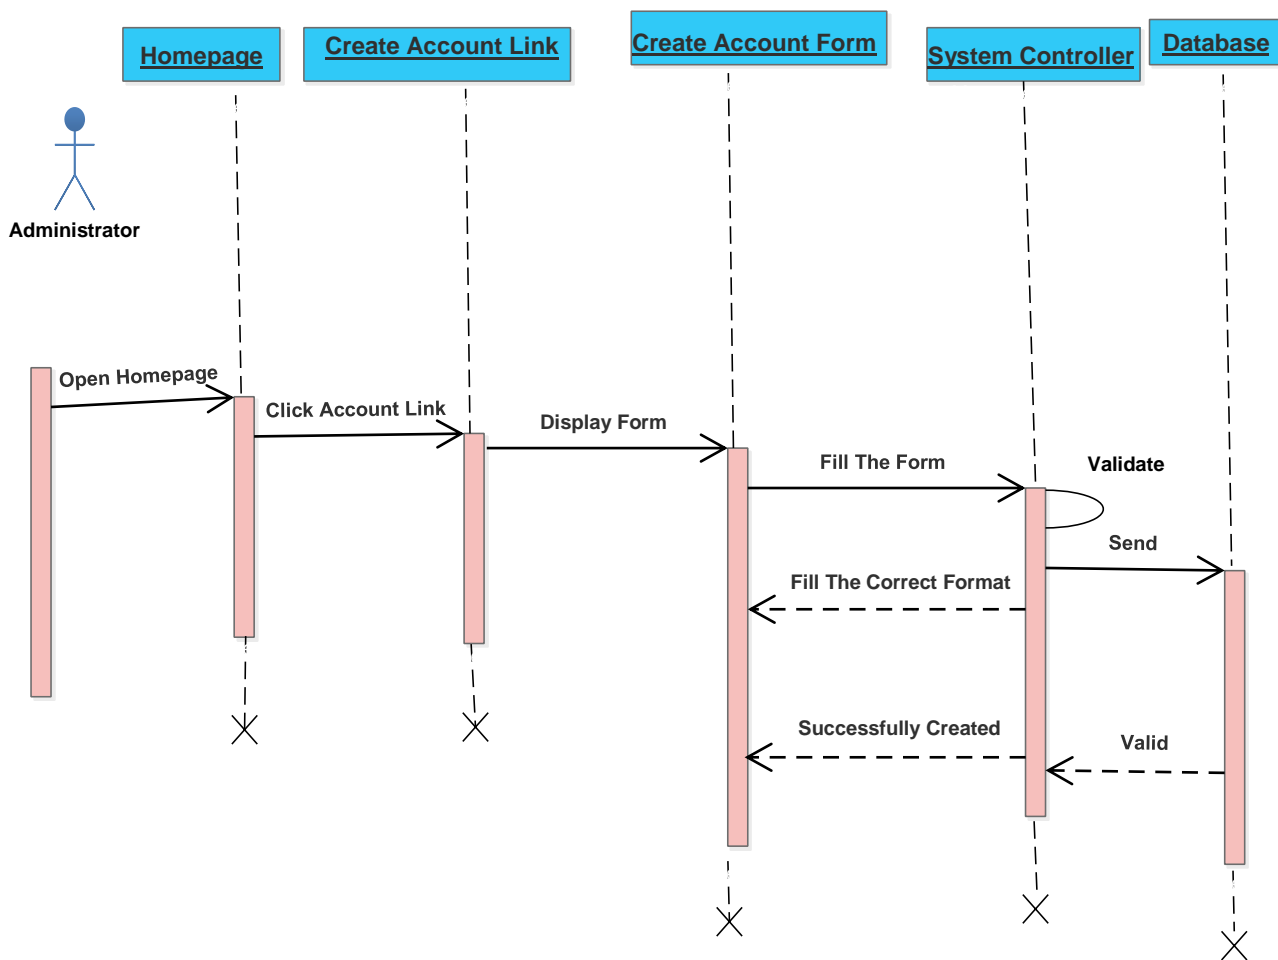 Homepage
Create Account Link
Create Account Form
System Controller
Database
Administrator
Open Homepage
Click Account Link
Display Form
Fill The Form
Validate
Send
Fill The Correct Format
Successfully Created
Valid